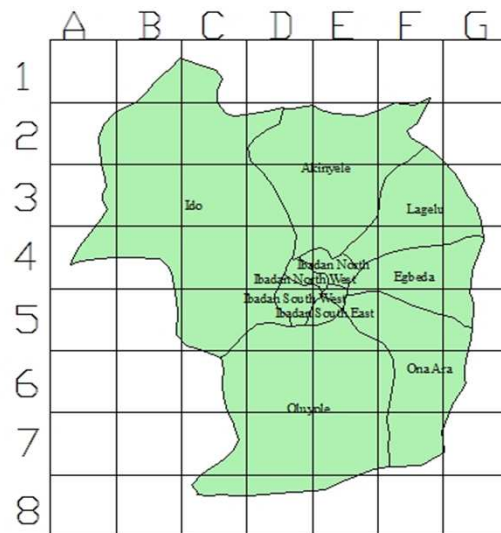 A B C D E F G
1
2
Akinyele
3
Ido
Lagelu
4
Ibadan North
Ibadan North West
Egbeda
Ibadan South West
5
Ibadan South East
6
Ona Ara
Oluyole
7
8